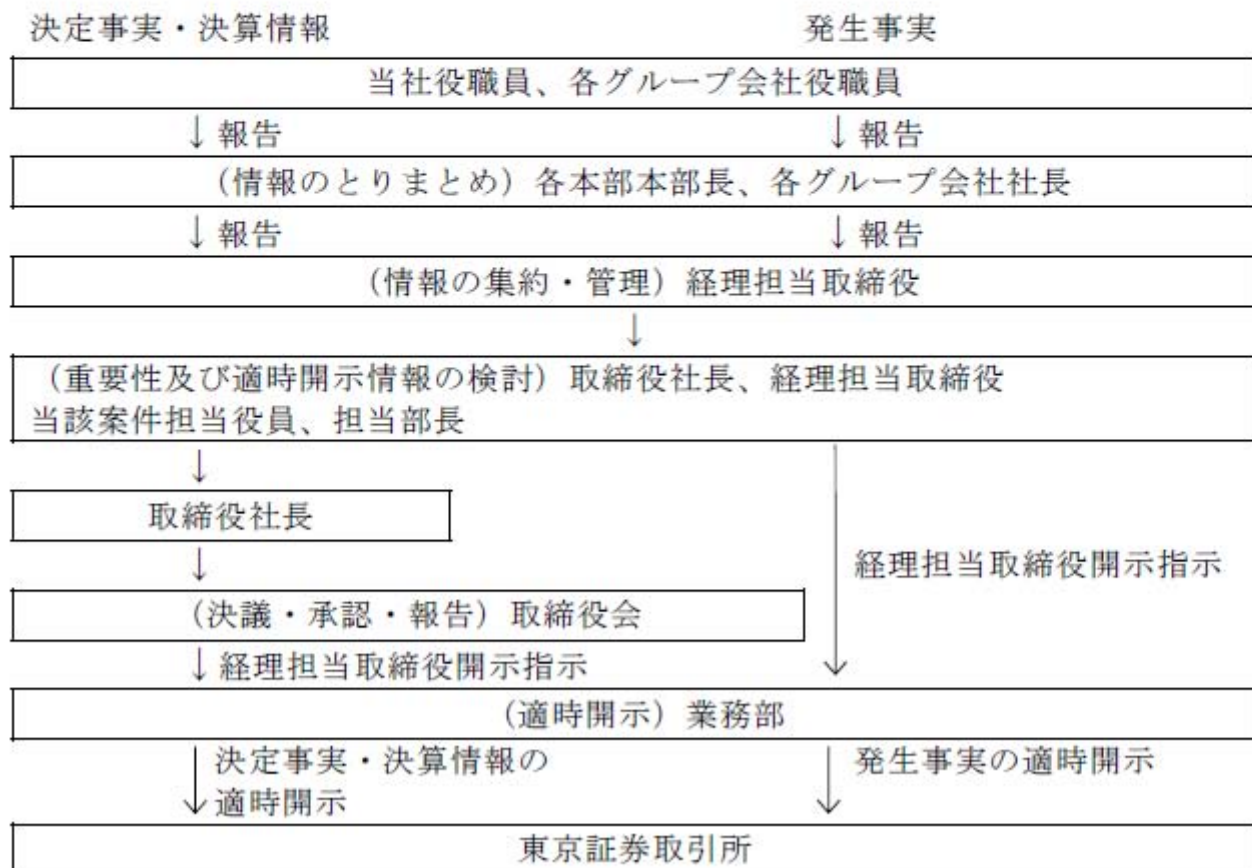 決定事実・決算情報
発生事実
当社役職員、各グループ会社役職員
↓報告
↓報告
(情報のとりまとめ)各本部本部長、各グループ会社社長
↓報告
↓報告
(情報の集約・管理)経理担当取締役
↓
(重要性及び適時開示情報の検討)取締役社長、経理担当取締役
当該案件担当役員、担当部長
↓
取締役社長
↓
経理担当取締役開示指示
(決議・承認・報告)取締役会
↓経理担当取締役開示指示
(適時開示)業務部
決定事実・決算情報の
適時開示
発生事実の適時開示
東京証券取引所